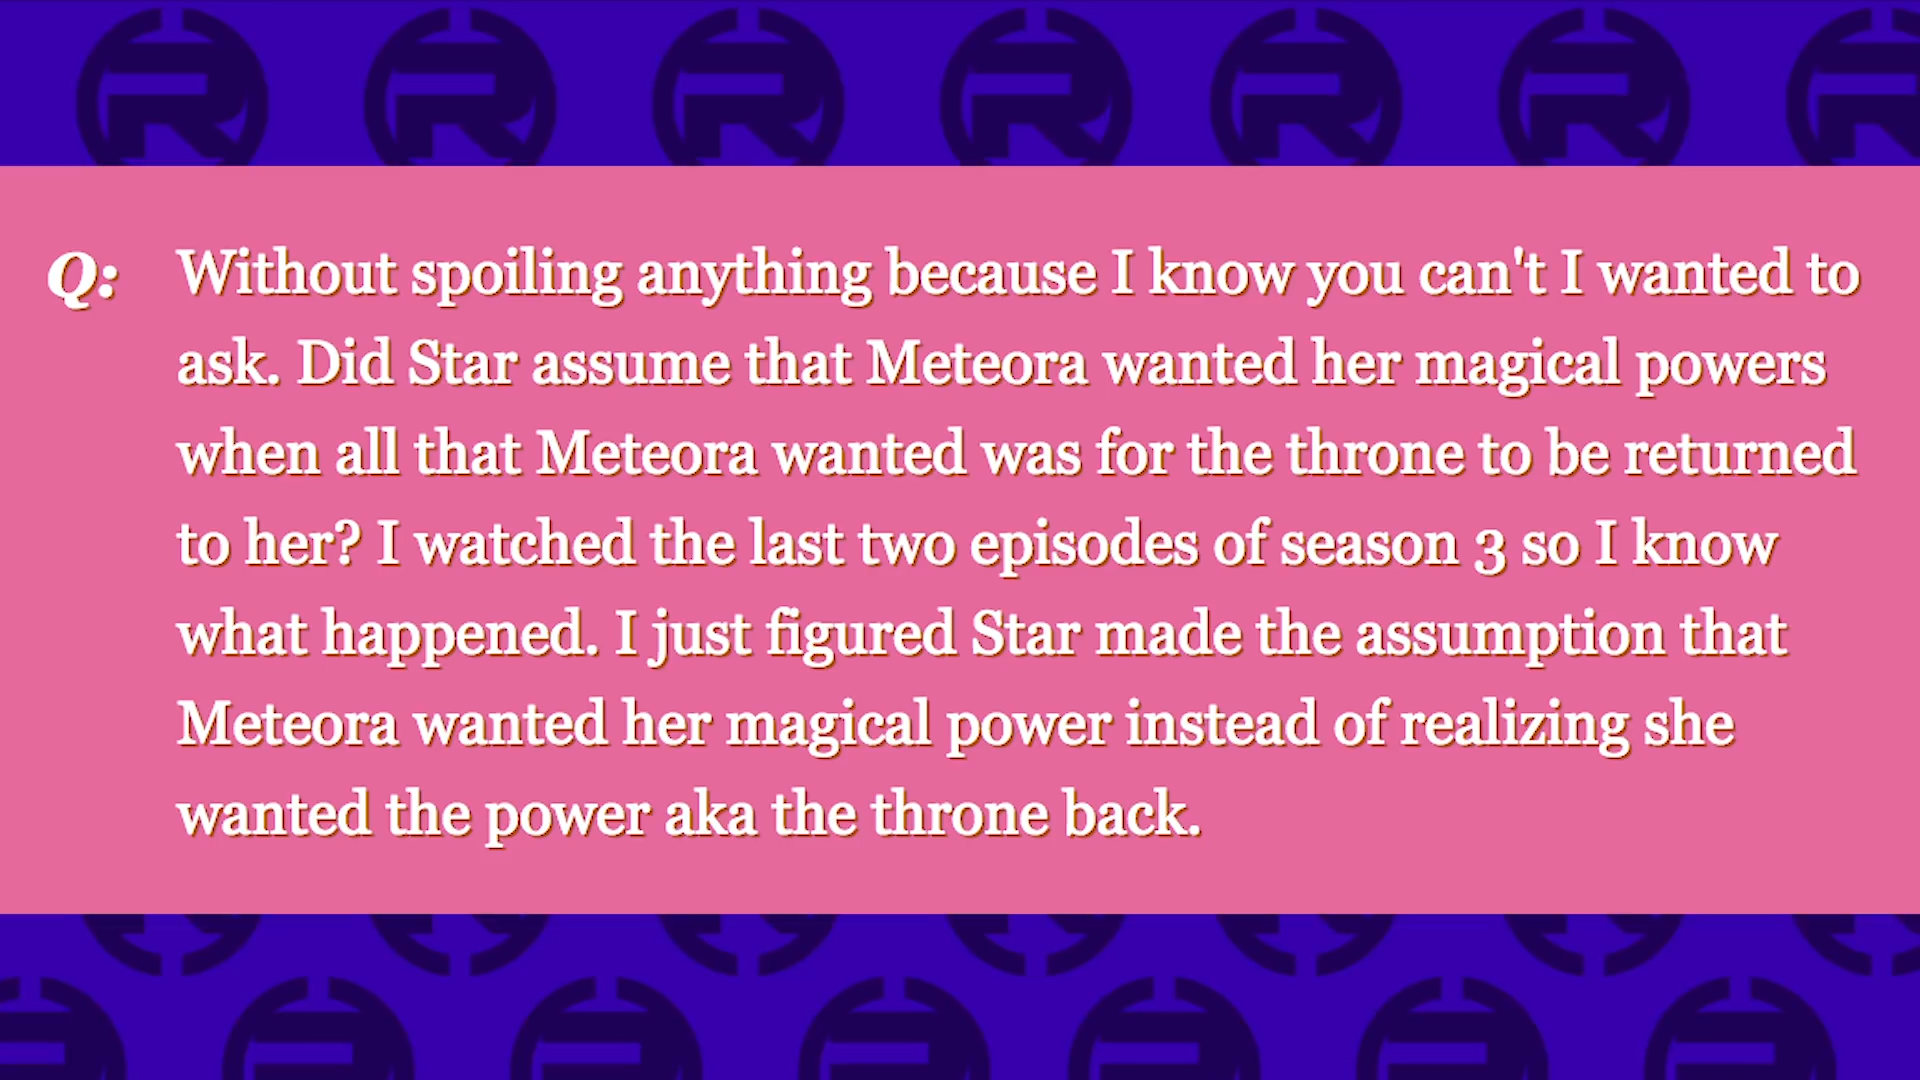 Q: Without spoiling anything because I know you can't I wanted to
ask. Did Star assume that Meteora wanted her magical powers
when all that Meteora wanted was for the throne to be returned
to her? I watched the last two episodes of season 3 so I know
what happened. I just figured Star made the assumption that
Meteora wanted her magical power instead of realizing she
wanted the power aka the throne back.